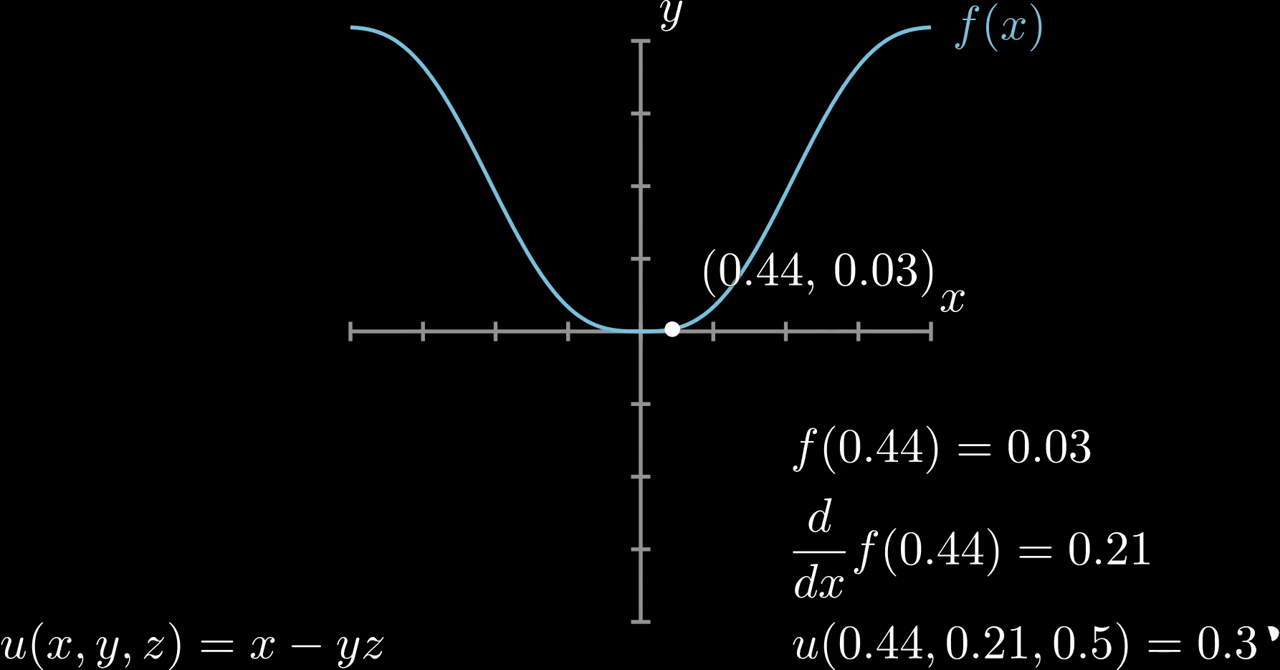 y
f(x)
(0.44, 0.03)
x
f(0.44) = 0.03
d/dx f(0.44) = 0.21
u(x, y, z) = x − yz
u(0.44, 0.21, 0.5) = 0.3